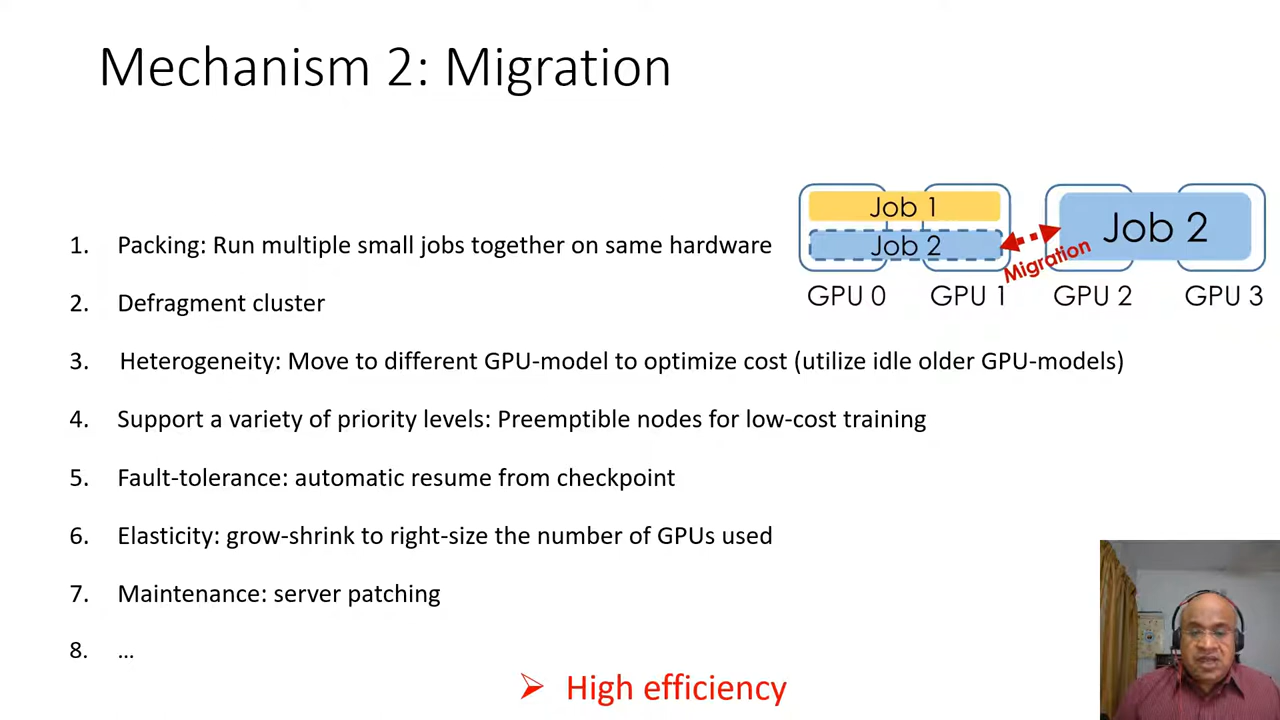 Mechanism 2: Migration
1. Packing: Run multiple small jobs together on same hardware
2. Defragment cluster
3. Heterogeneity: Move to different GPU-model to optimize cost (utilize idle older GPU-models)
4. Support a variety of priority levels: Preemptible nodes for low-cost training
5. Fault-tolerance: automatic resume from checkpoint
6. Elasticity: grow-shrink to right-size the number of GPUs used
7. Maintenance: server patching
8. …
➢ High efficiency
Job 1
Job 2
Migration
Job 2
GPU 0 GPU 1 GPU 2 GPU 3